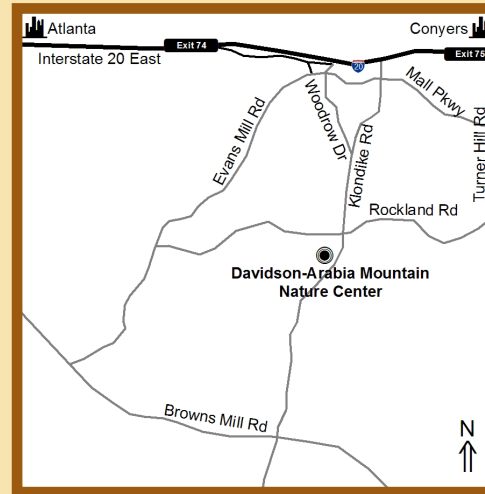 Atlanta
Conyers
Exit 74
Exit 75
Interstate 20 East
20
Mall Pkwy
Woodrow Dr
Evans Mill Rd
Klondike Rd
Turner Hill Rd
Rockland Rd
Davidson-Arabia Mountain
Nature Center
Browns Mill Rd
N